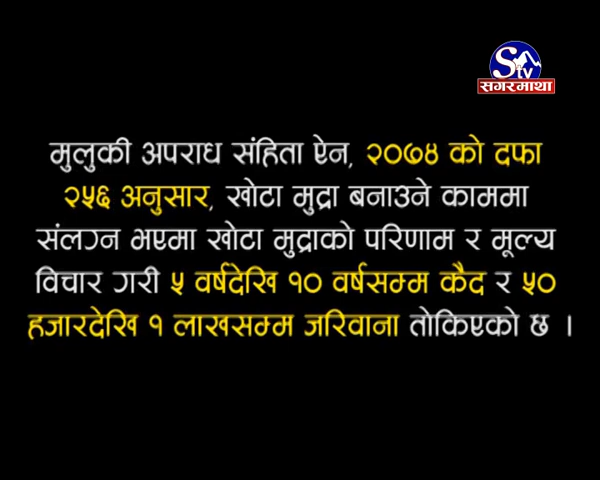 STV
सगरमाथा
मुलुकी अपराध संहिता ऐन, २०७४ को दफा
२५६ अनुसार, खोटा मुद्रा बनाउने काममा
संलग्न भएमा खोटा मुद्राको परिणाम र मूल्य
विचार गरी ५ वर्षदेखि १० वर्षसम्म कैद र ५०
हजारदेखि १ लाखसम्म जरिवाना तोकिएको छ ।